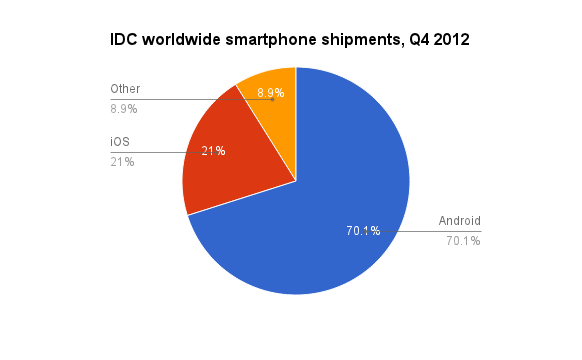 IDC worldwide smartphone shipments, Q4 2012
Other
8.9%
8.9%
iOS
21%
21%
Android
70.1%
70.1%